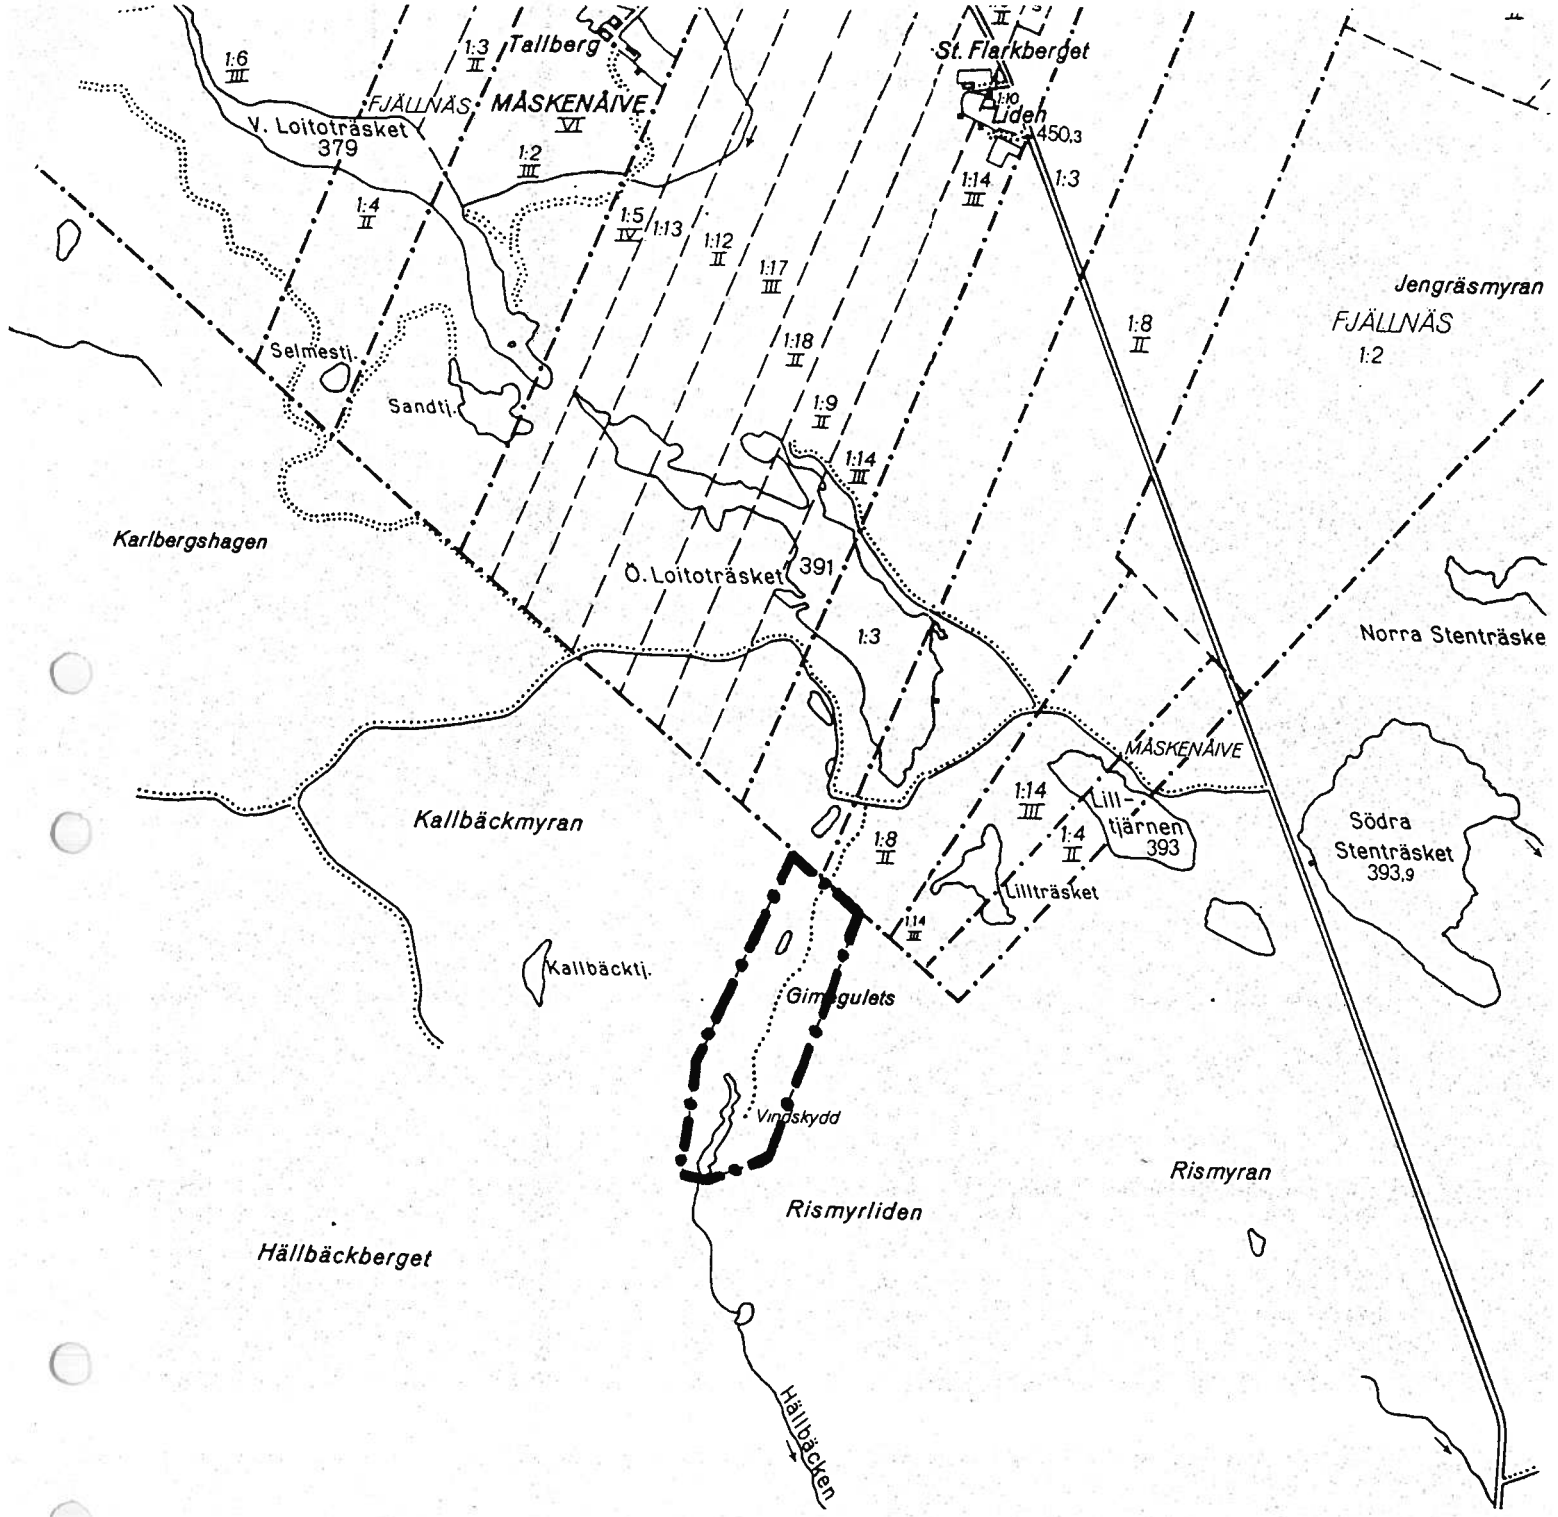 1:6
III
1:3
II
Tallberg
St. Flarkberget
II
FJÄLLNÄS
MÅSKENÅIVE
VI
1:10
Liden
450,3
V. Loitoträsket
379
1:2
III
1:3
1:14
III
1:4
II
1:5
IV
1:13
1:12
II
1:17
III
Jengräsmyran
FJÄLLNÄS
1:2
1:8
II
1:18
II
Selmestj.
Sandtj.
1:9
II
1:14
III
Karlbergshagen
Ö. Loitoträsket
391
1:3
Norra Stenträske
MÅSKENÅIVE
1:14
III
Lill-
tjärnen
393
1:4
II
Kallbäckmyran
1:8
II
Södra
Stenträsket
393,9
Lillträsket
1:14
III
Kallbäcktj.
Gimegulets
Vindskydd
Rismyran
Rismyrliden
Hällbäckberget
Hällbäcken